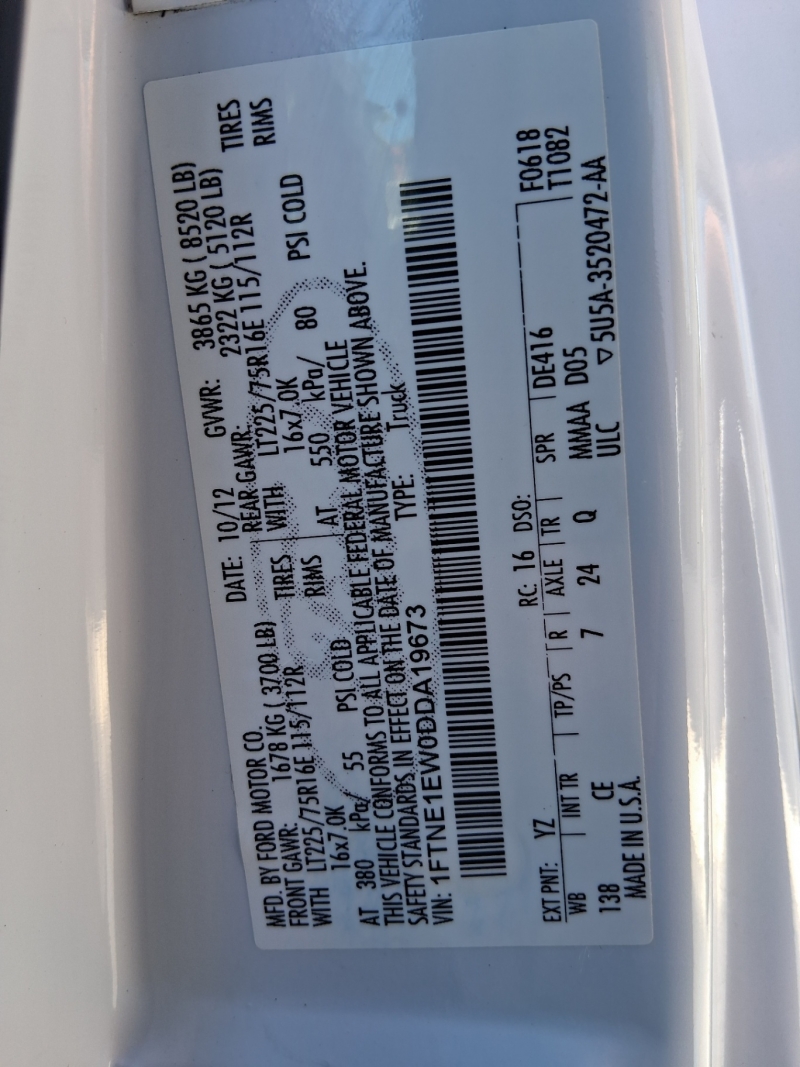 MFD. BY FORD MOTOR CO.
DATE: 10/12 GVWR: 3865 KG ( 8520 LB)
FRONT GAWR: 1678 KG ( 3700 LB) REAR GAWR: 2322 KG ( 5120 LB)
WITH LT225/75R16E 115/112R TIRES WITH LT225/75R16E 115/112R TIRES
16x7.0K RIMS 16x7.0K RIMS
AT 380 kPa/ 55 PSI COLD AT 550 kPa/ 80 PSI COLD
THIS VEHICLE CONFORMS TO ALL APPLICABLE FEDERAL MOTOR VEHICLE
SAFETY STANDARDS IN EFFECT ON THE DATE OF MANUFACTURE SHOWN ABOVE.
VIN: 1FTNE1EW0DDA19673 TYPE: Truck
F0618
T1082
EXT PNT: YZ RC: 16 DSO:
WB INT TR TP/PS R AXLE TR SPR DE416
138 CE 7 24 Q MMAA D05
MADE IN U.S.A. ULC ▽5U5A-3520472-AA